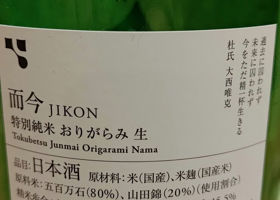 過去に囚われず
未来に囚われず
今をただ精一杯生きる
杜氏 大西唯克
而今 JIKON
特別純米 おりがらみ 生
Tokubetsu Junmai Origarami Nama
品目:日本酒 原材料:米(国産)、米麹(国産米)
原料米:五百万石(80%)、山田錦(20%)(使用割合)